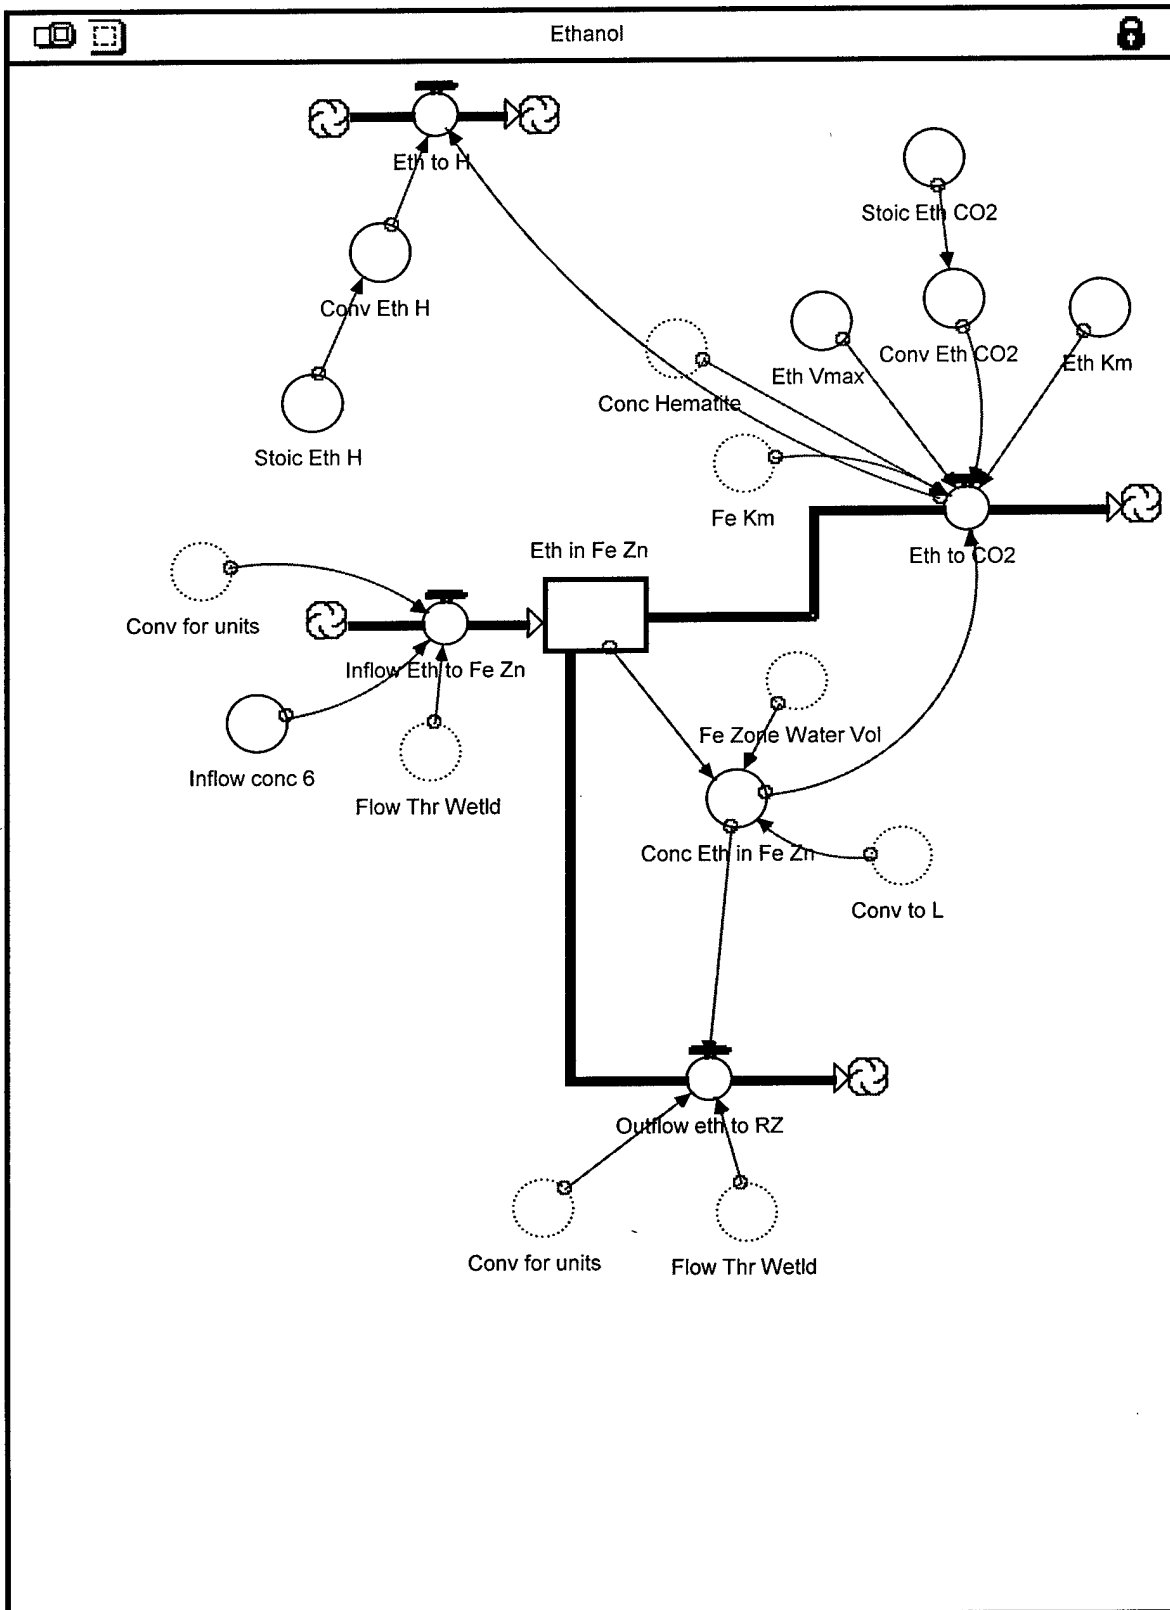 Ethanol
Eth to H
Stoic Eth CO2
Conv Eth H
Conv Eth CO2
Eth Km
Eth Vmax
Conc Hematite
Stoic Eth H
Fe Km
Eth in Fe Zn
Eth to CO2
Conv for units
Inflow Eth to Fe Zn
Fe Zone Water Vol
Inflow conc 6
Flow Thr Wetld
Conc Eth in Fe Zn
Conv to L
Outflow eth to RZ
Conv for units
Flow Thr Wetld